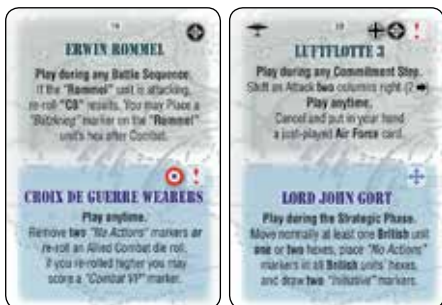 14
ERWIN ROMMEL
Play during any Battle Sequence.
If the "Rommel" unit is attacking,
re-roll "C8" results. You may Place a
"Blitzkrieg" marker on the "Rommel"
unit's hex after Combat.
CROIX DE GUERRE WEARERS
Play anytime.
Remove two "No Actions" markers or
re-roll an Allied Combat die roll.
If you re-rolled higher you may
score a "Combat VP" marker.
LUFTFLOTTE 3
Play during any Commitment Step.
Shift an Attack two columns right (2
Play anytime.
Cancel and put in your hand
a just-played Air Force card.
LORD JOHN GORT
Play during the Strategic Phase.
Move normally at least one British unit
one or two hexes, place "No Actions"
markers in all British units' hexes,
and draw two "Initiative" markers.